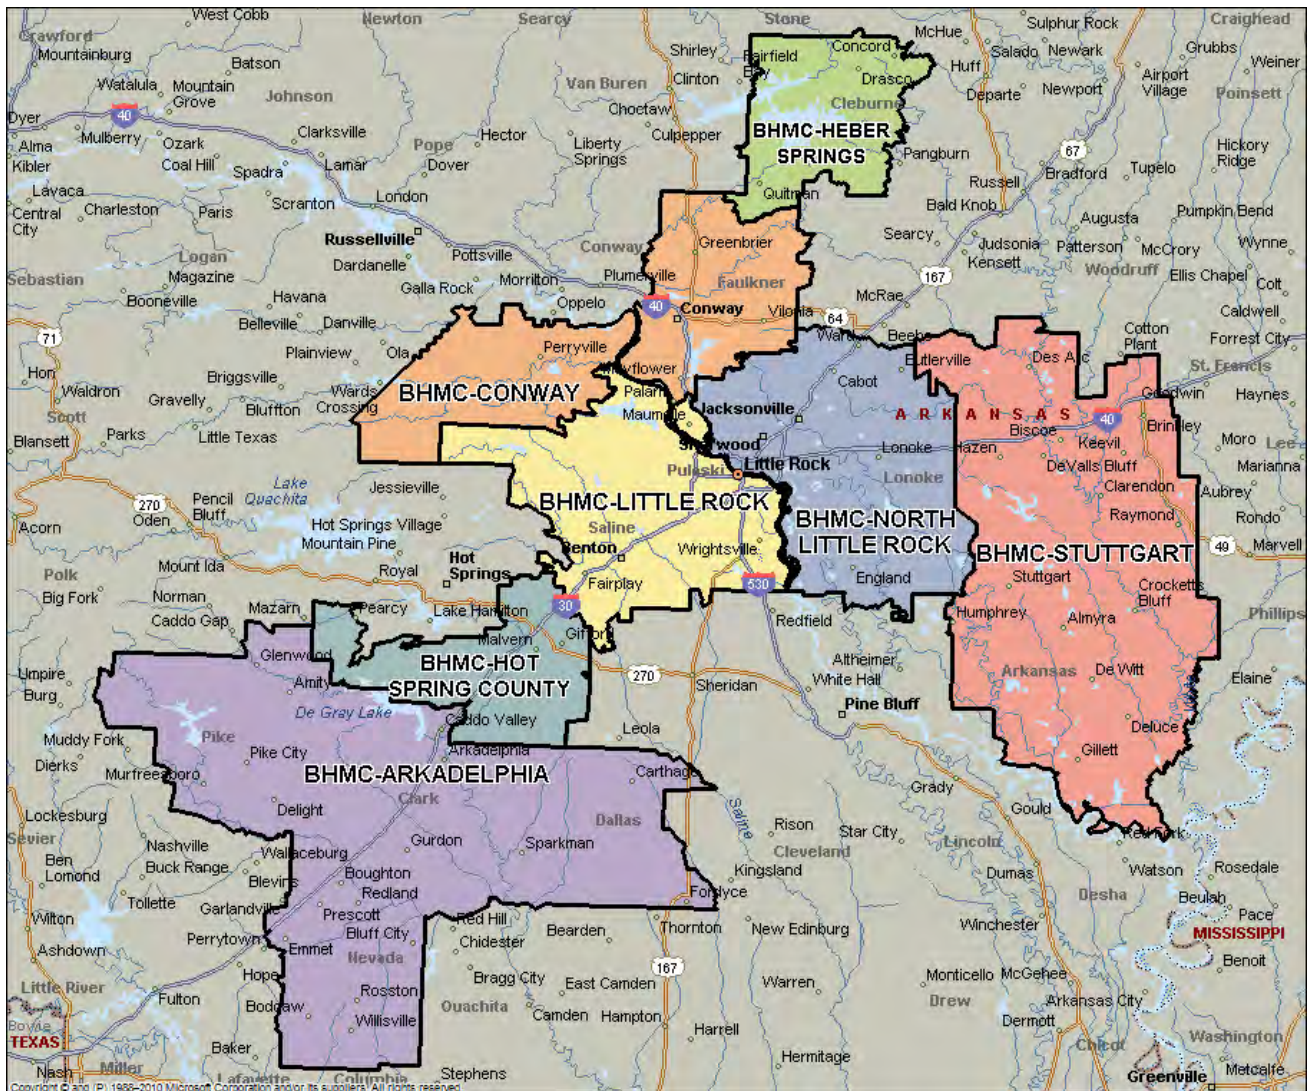 West Cobb
Newton
Searcy
Stone
Sulphur Rock
Craighead
Crawford
McHue
Mountainburg
Batson
Shirley
Fairfield
Bay
Concord
Salado
Newark
Grubbs
Weiner
Huff
Watalula
Mountain
Grove
Johnson
Van Buren
Clinton
Drasco
Departe
Newport
Airport
Village
Poinsett
Choctaw
Cleburne
Dyer
40
Mulberry
Clarksville
Hector
Culpepper
BHMC-HEBER
SPRINGS
67
Alma
Ozark
Pope
Liberty
Springs
Hickory
Ridge
Kibler
Coal Hill
Spadra
Lamar
Dover
Pangburn
Bradford
Tupelo
Lavaca
London
Quitman
Russell
Central
City
Charleston
Paris
Scranton
Bald Knob
Augusta
Pumpkin Bend
Russellville
Conway
Greenbrier
Searcy
Judsonia
Patterson
McCrory
Wynne
Logan
Dardanelle
Pottsville
Kensett
Woodruff
Ellis Chapel
Sebastian
Magazine
Galla Rock
Morrilton
Plumerville
Faulkner
167
Cott
Booneville
Havana
Oppelo
40
Conway
Vilonia
McRae
Caldwell
71
Belleville
Danville
64
Ward
Beebe
Cotton
Plant
Forrest City
Plainview
Ola
Perryville
Butlerville
Des Arc
St. Francis
Hon
Waldron
Briggsville
Mayflower
Cabot
Goodwin
Haynes
Gravelly
Bluffton
Wards
Crossing
BHMC-CONWAY
Palarm
Maumelle
Jacksonville
ARKANSAS
40
Brinkley
Scott
Biscoe
Blansett
Parks
Little Texas
Sherwood
Lonoke
Hazen
Keevil
Moro
Lee
Pulaski
Little Rock
Lonoke
DeValls Bluff
Marianna
Lake
Quachita
Jessieville
Clarendon
Aubrey
Pencil
Bluff
270
Oden
BHMC-LITTLE ROCK
Raymond
Rondo
Acorn
Hot Springs Village
Saline
BHMC-NORTH
LITTLE ROCK
Mountain Pine
Benton
Wrightsville
BHMC-STUTTGART
49
Marvell
Polk
Mount Ida
Royal
Hot
Springs
Fairplay
530
England
Stuttgart
Crocketts
Bluff
Big Fork
Norman
Mazarn
Pearcy
Lake Hamilton
30
Humphrey
Phillips
Caddo Gap
Gifford
Redfield
Almyra
Malvern
Glenwood
BHMC-HOT
SPRING COUNTY
Altheimer
Umpire
Burg
Amity
270
Sheridan
White Hall
Arkansas
De Witt
Elaine
De Gray Lake
Caddo Valley
Pine Bluff
Muddy Fork
Pike
Leola
Deluce
Pike City
Arkadelphia
Gillett
Dierks
Murfreesboro
BHMC-ARKADELPHIA
Carthage
Grady
Clark
Saline
Gould
Lockesburg
Delight
Dallas
Rison
Star City
Red Fork
Sevier
Nashville
Wallaceburg
Gurdon
Sparkman
Cleveland
Lincoln
Ben
Lomond
Buck Range
Blevins
Boughton
Kingsland
Dumas
Watson
Rosedale
Tollette
Redland
Fordyce
Desha
Beulah
Garlandville
Prescott
Wilton
Red Hill
Winchester
Pace
Perrytown
Bluff City
Bearden
Thornton
New Edinburg
MISSISSIPPI
Ashdown
Emmet
Chidester
Nevada
167
Benoit
Hope
Bragg City
East Camden
Warren
Monticello
McGehee
Little River
Fulton
Bodcaw
Rosston
Ouachita
Drew
Arkansas City
Willisville
Camden
Hampton
Dermott
Bowie
TEXAS
Harrell
Washington
Baker
Hermitage
Chicot
Nash
Miller
Lafayette
Columbia
Stephens
Greenville
Metcalfe
Copyright © and (P) 1988–2010 Microsoft Corporation and/or its suppliers. All rights reserved.